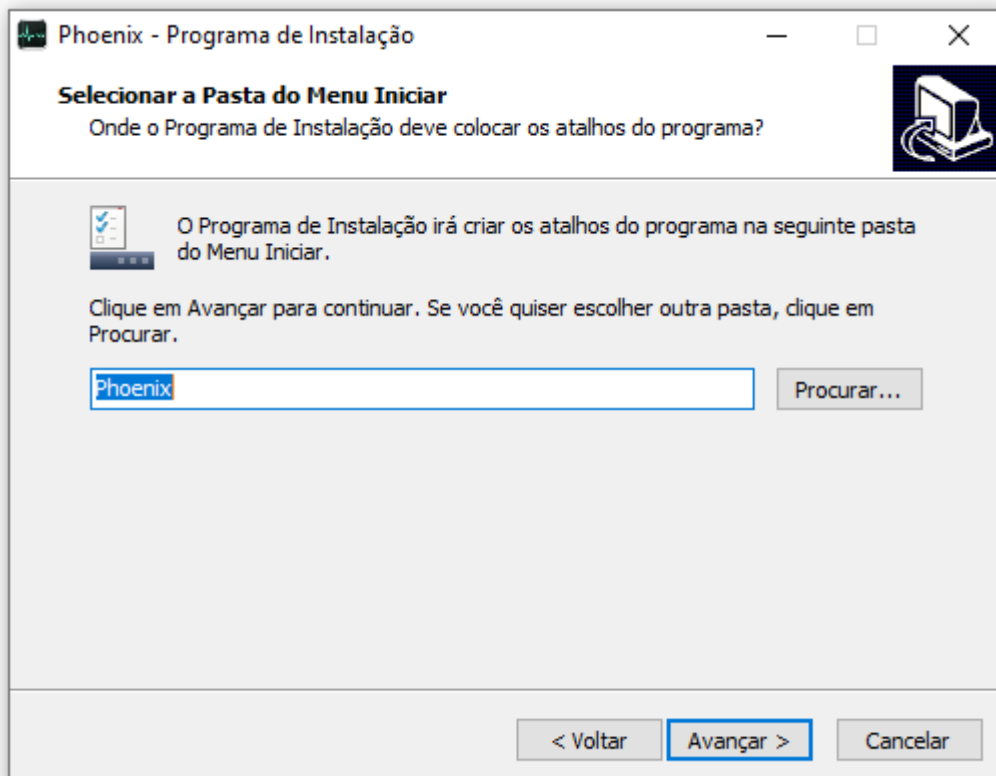 Phoenix - Programa de Instalação
Selecionar a Pasta do Menu Iniciar
Onde o Programa de Instalação deve colocar os atalhos do programa?
O Programa de Instalação irá criar os atalhos do programa na seguinte pasta
do Menu Iniciar.
Clique em Avançar para continuar. Se você quiser escolher outra pasta, clique em
Procurar.
Phoenix
Procurar...
< Voltar
Avançar >
Cancelar